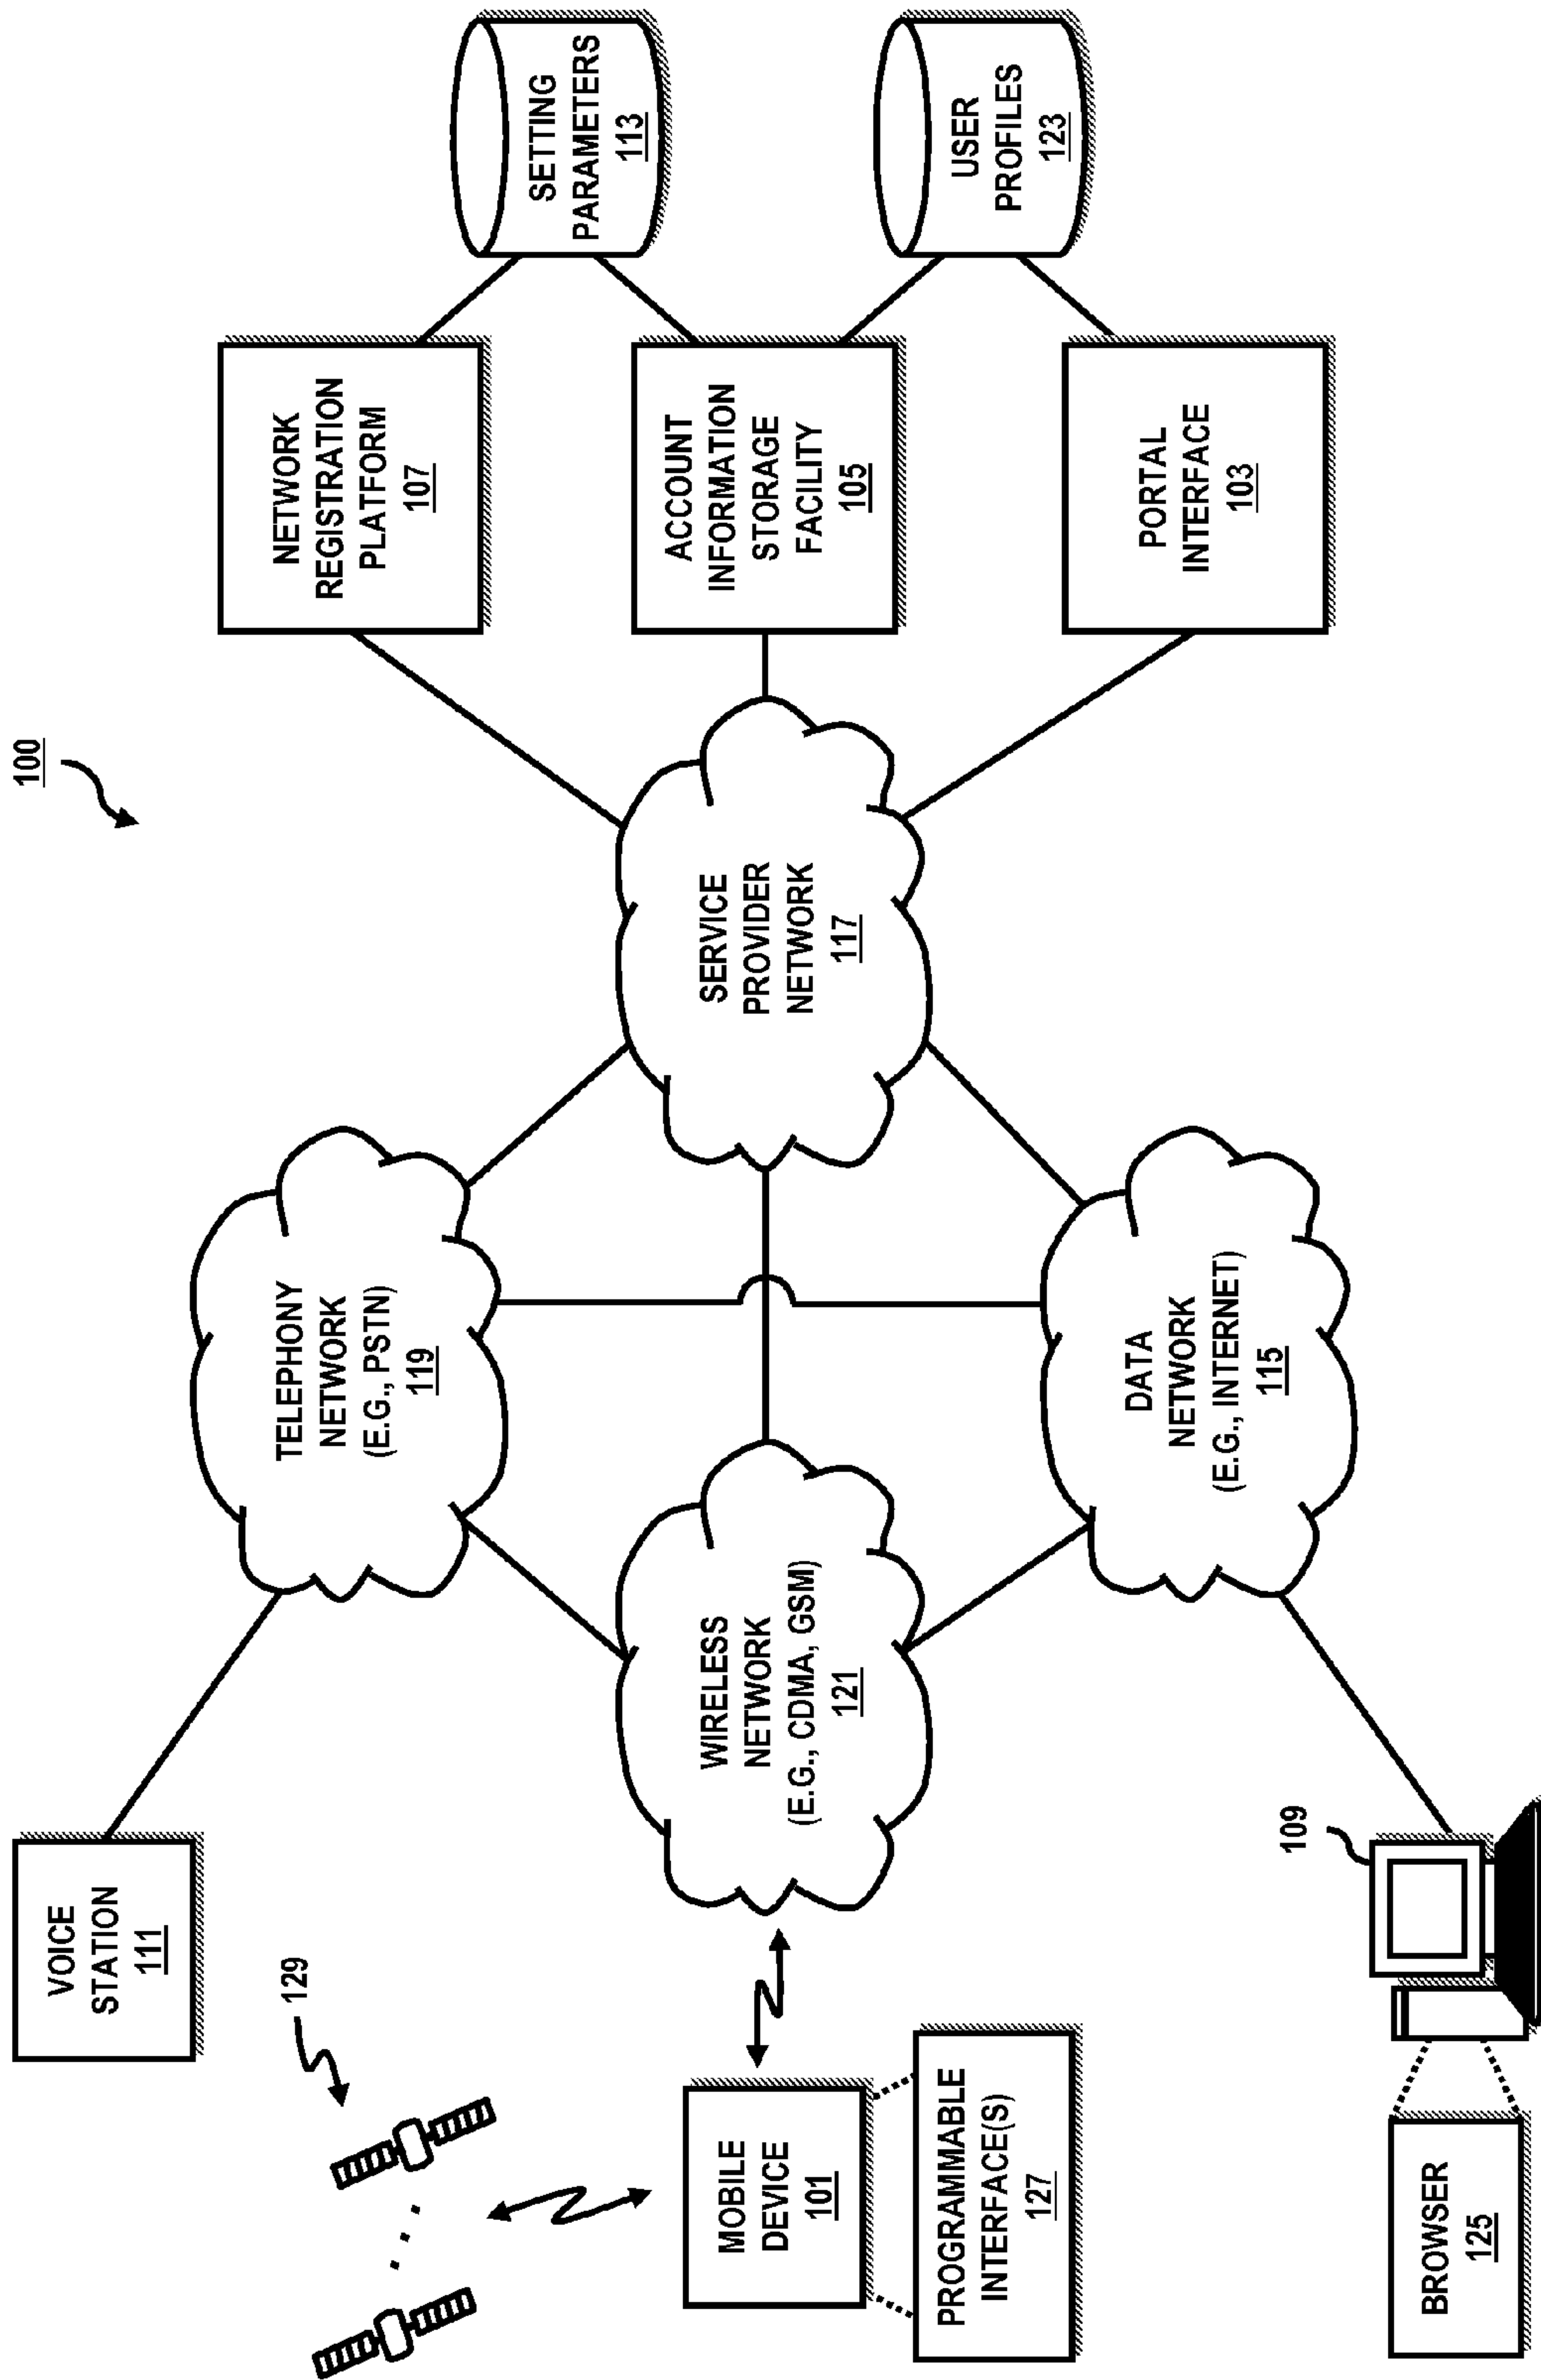 100
VOICE
STATION
111
129
TELEPHONY
NETWORK
(E.G., PSTN)
119
NETWORK
REGISTRATION
PLATFORM
107
SETTING
PARAMETERS
113
MOBILE
DEVICE
101
PROGRAMMABLE
INTERFACE(S)
127
WIRELESS
NETWORK
(E.G., CDMA, GSM)
121
SERVICE
PROVIDER
NETWORK
117
ACCOUNT
INFORMATION
STORAGE
FACILITY
105
USER
PROFILES
123
DATA
NETWORK
(E.G., INTERNET)
115
PORTAL
INTERFACE
103
109
BROWSER
125